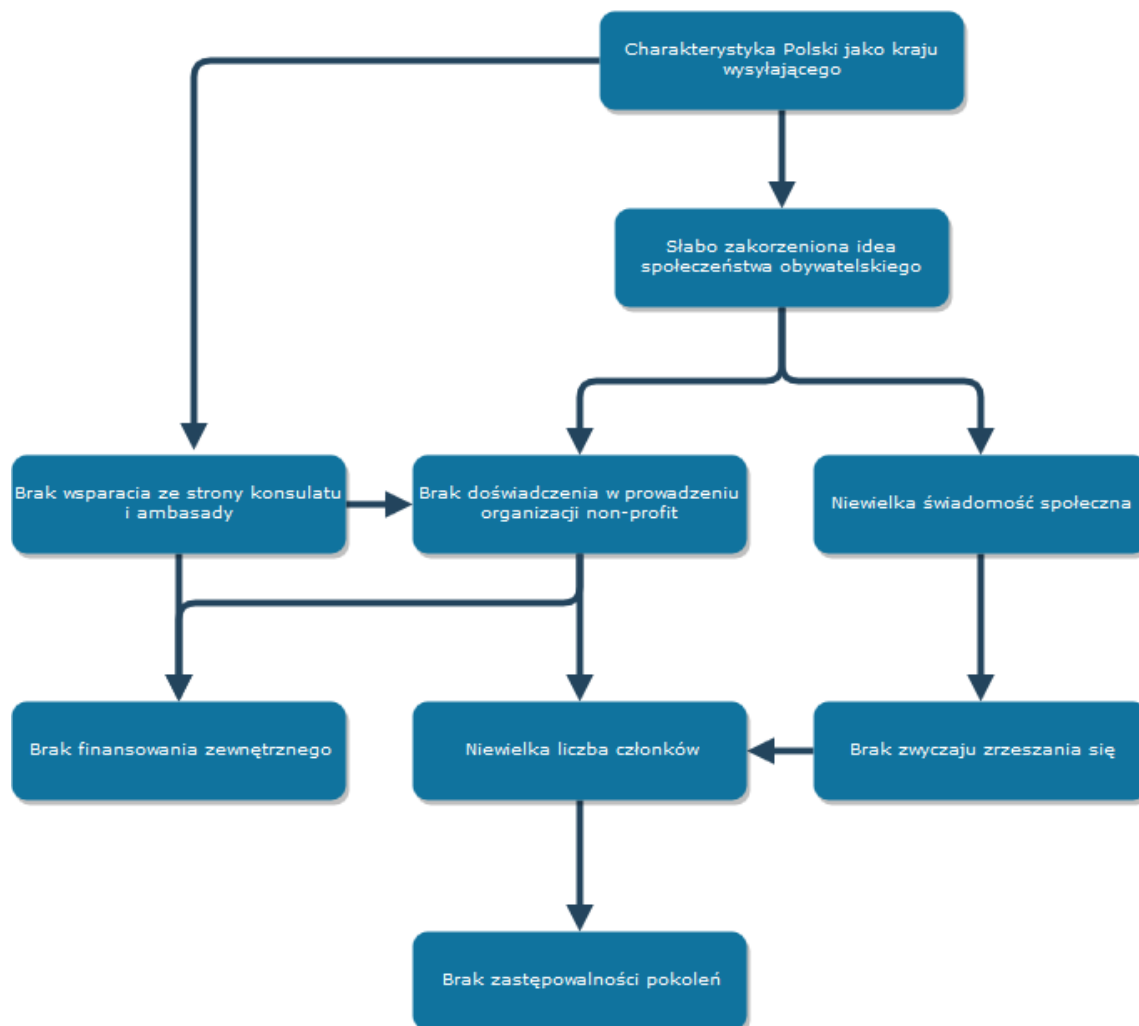 Charakterystyka Polski jako kraju
wysyłającego
Słabo zakorzeniona idea
społeczeństwa obywatelskiego
Brak wsparacia ze strony konsulatu
i ambasady
Brak doświadczenia w prowadzeniu
organizacji non-profit
Niewielka świadomość społeczna
Brak finansowania zewnętrznego
Niewielka liczba członków
Brak zwyczaju zrzeszania się
Brak zastępowalności pokoleń